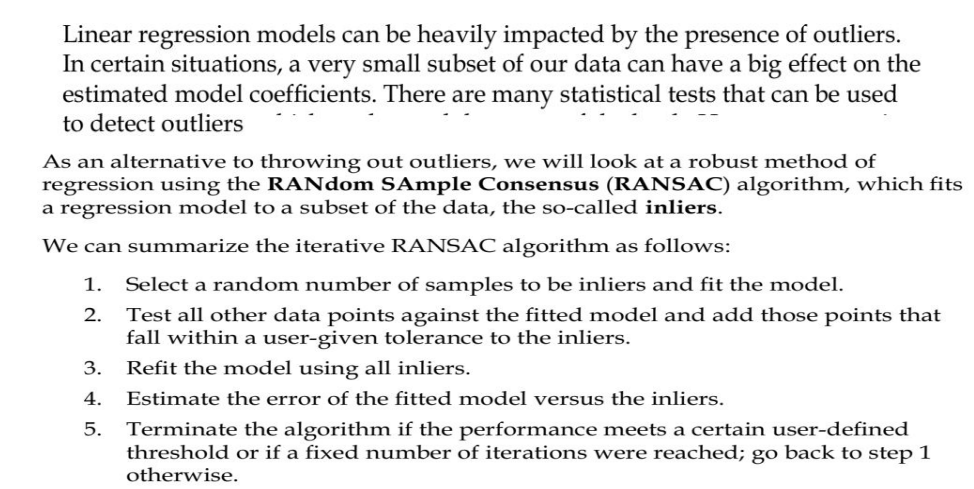 Linear regression models can be heavily impacted by the presence of outliers.
In certain situations, a very small subset of our data can have a big effect on the
estimated model coefficients. There are many statistical tests that can be used
to detect outliers
As an alternative to throwing out outliers, we will look at a robust method of
regression using the RANdom SAmple Consensus (RANSAC) algorithm, which fits
a regression model to a subset of the data, the so-called inliers.
We can summarize the iterative RANSAC algorithm as follows:
1. Select a random number of samples to be inliers and fit the model.
2. Test all other data points against the fitted model and add those points that
fall within a user-given tolerance to the inliers.
3. Refit the model using all inliers.
4. Estimate the error of the fitted model versus the inliers.
5. Terminate the algorithm if the performance meets a certain user-defined
threshold or if a fixed number of iterations were reached; go back to step 1
otherwise.